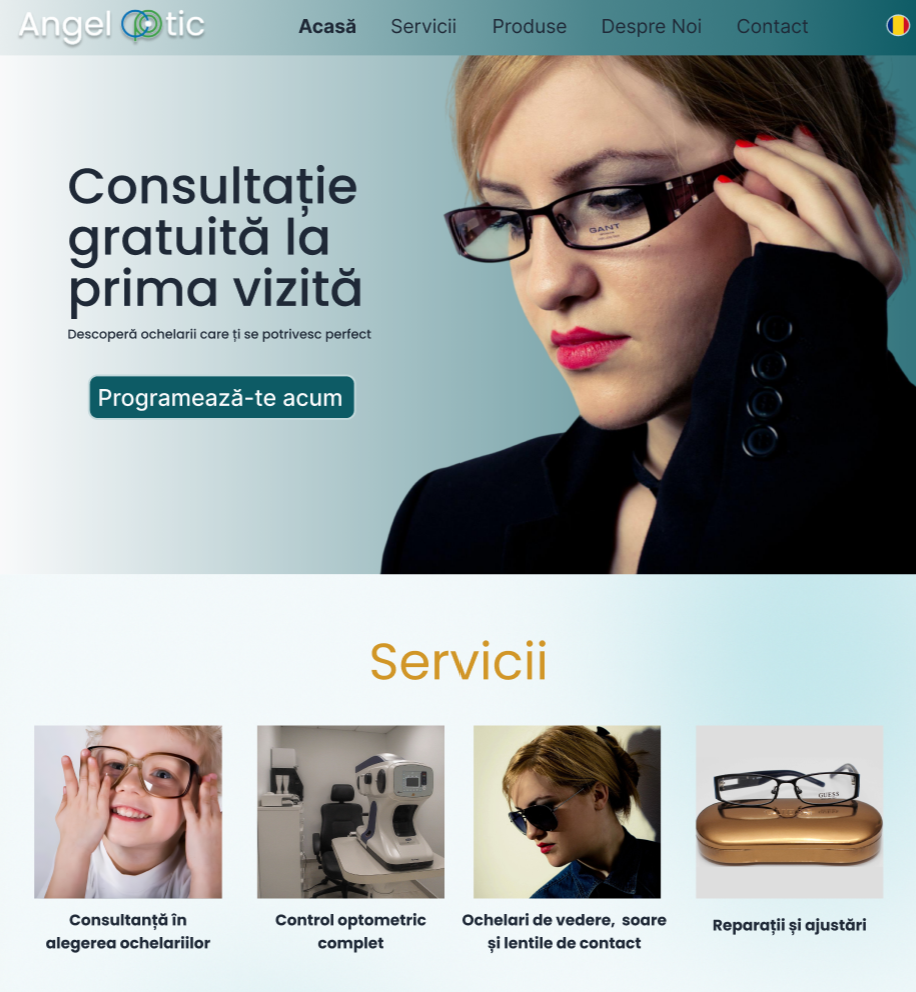 Angel Optic
Acasă Servicii Produse Despre Noi Contact
Consultație
gratuită la
prima vizită
Descoperă ochelarii care ți se potrivesc perfect
Programează-te acum
GANT
Servicii
GUESS
Consultanță în
alegerea ochelariilor
Control optometric
complet
Ochelari de vedere, soare
și lentile de contact
Reparații și ajustări